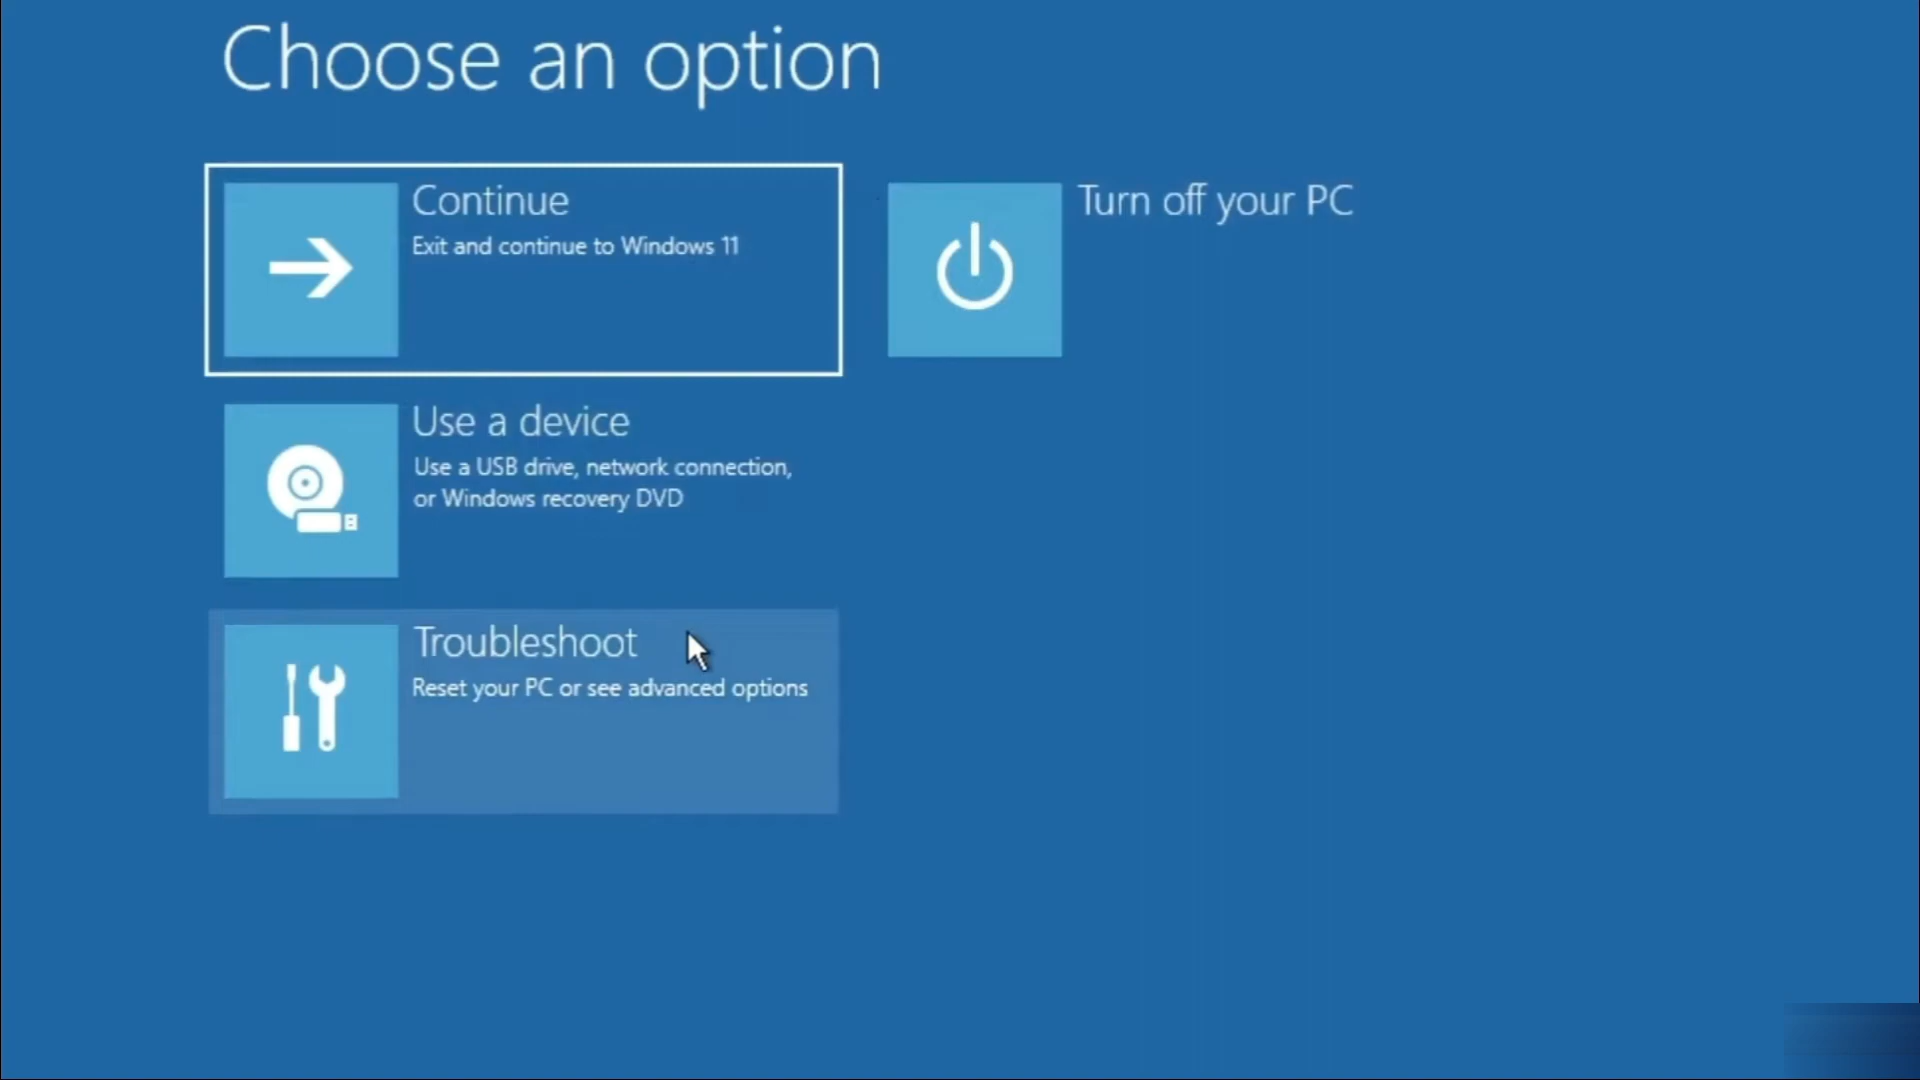 Choose an option
Continue
Exit and continue to Windows 11
Turn off your PC
Use a device
Use a USB drive, network connection,
or Windows recovery DVD
Troubleshoot
Reset your PC or see advanced options